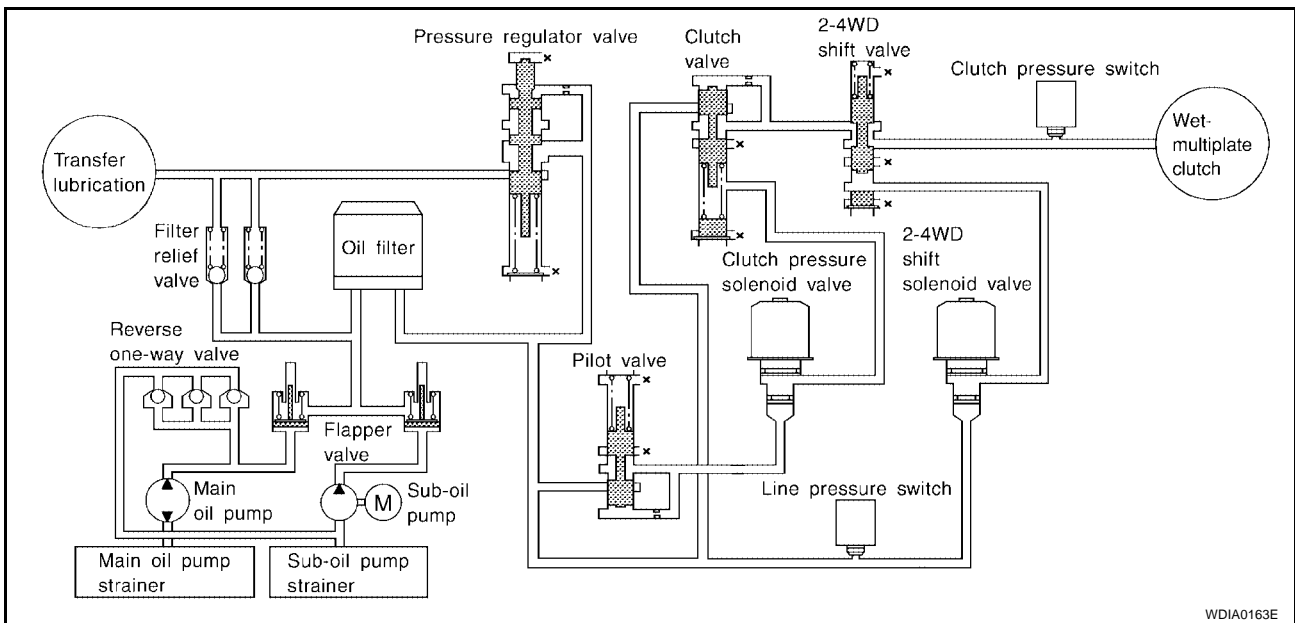 Pressure regulator valve
Clutch
valve
2-4WD
shift valve
Clutch pressure switch
Wet-
multiplate
clutch
Transfer
lubrication
Filter
relief
valve
Oil filter
Clutch pressure
solenoid valve
2-4WD
shift
solenoid valve
Reverse
one-way valve
Pilot valve
Flapper
valve
Main
oil pump
M
Sub-oil
pump
Line pressure switch
Main oil pump
strainer
Sub-oil pump
strainer
WDIA0163E